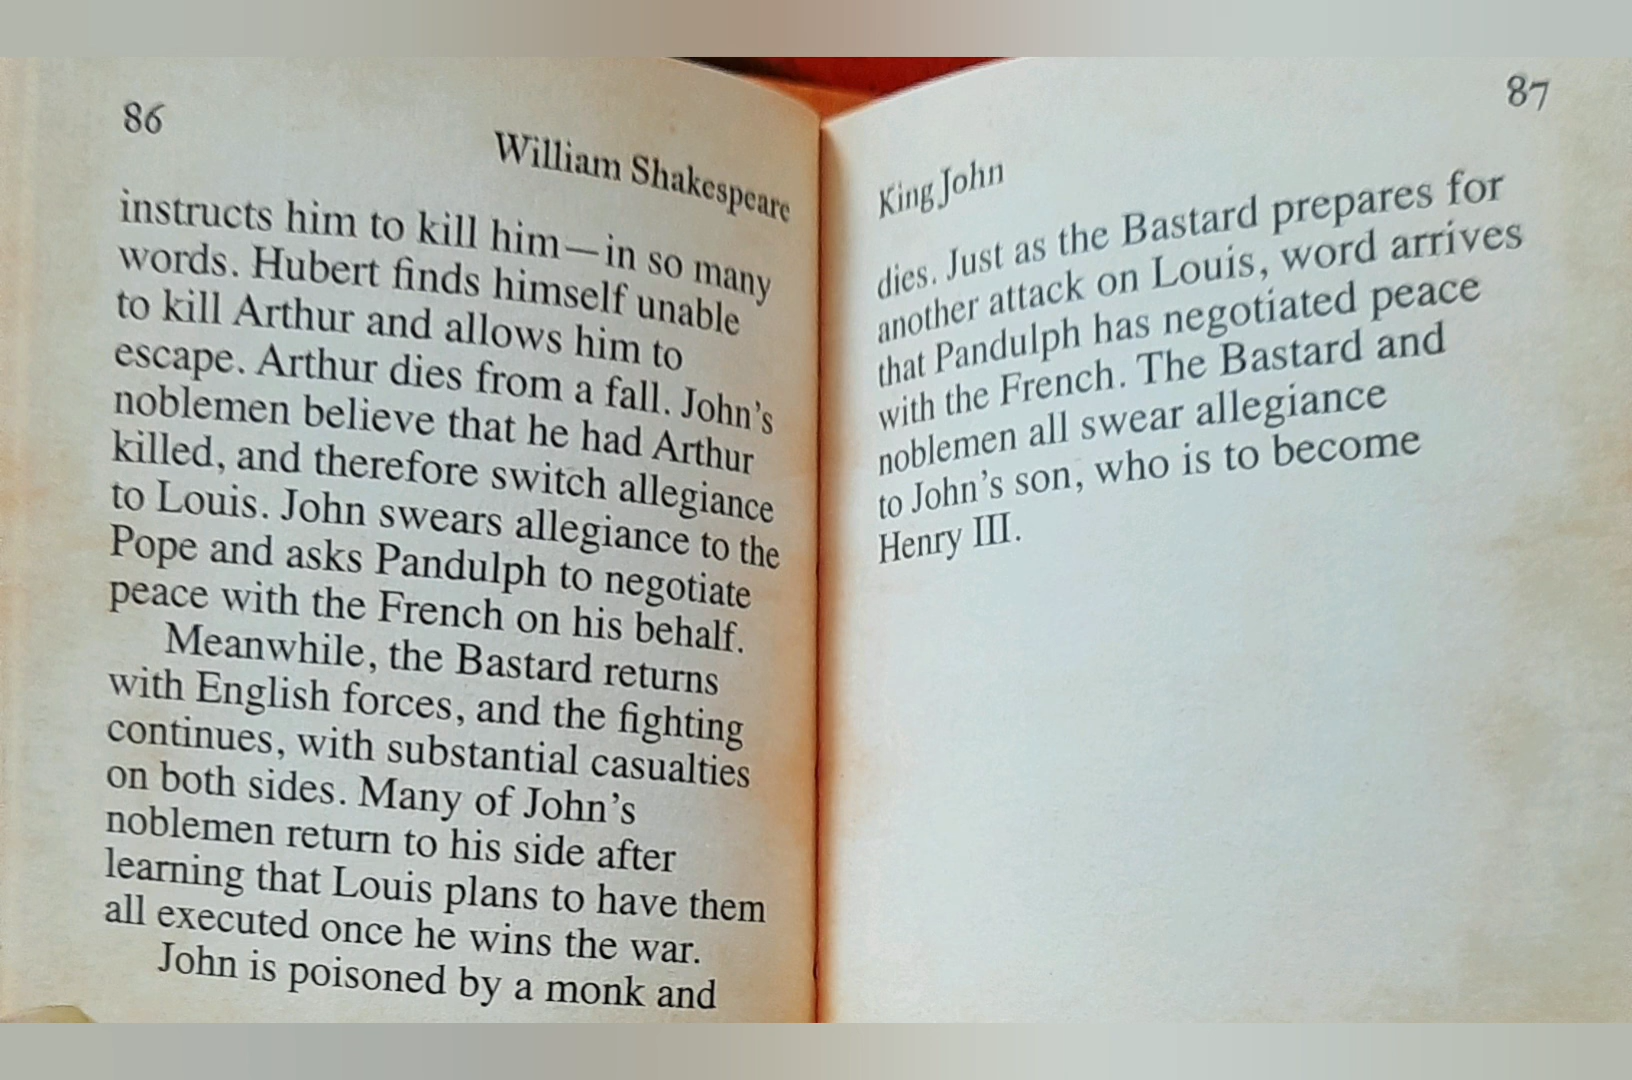 86
William Shakespeare
instructs him to kill him—in so many
words. Hubert finds himself unable
to kill Arthur and allows him to
escape. Arthur dies from a fall. John's
noblemen believe that he had Arthur
killed, and therefore switch allegiance
to Louis. John swears allegiance to the
Pope and asks Pandulph to negotiate
peace with the French on his behalf.
Meanwhile, the Bastard returns
with English forces, and the fighting
continues, with substantial casualties
on both sides. Many of John's
noblemen return to his side after
learning that Louis plans to have them
all executed once he wins the war.
John is poisoned by a monk and
87
King John
dies. Just as the Bastard prepares for
another attack on Louis, word arrives
that Pandulph has negotiated peace
with the French. The Bastard and
noblemen all swear allegiance
to John's son, who is to become
Henry III.